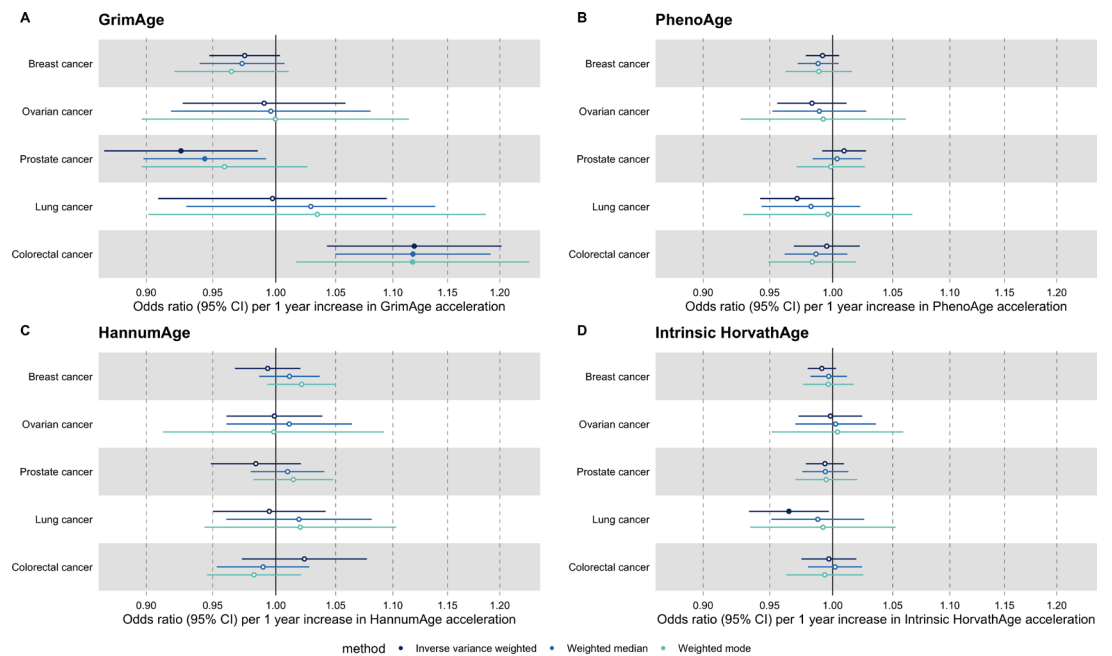 A GrimAge
Breast cancer
Ovarian cancer
Prostate cancer
Lung cancer
Colorectal cancer
0.90 0.95 1.00 1.05 1.10 1.15 1.20
Odds ratio (95% CI) per 1 year increase in GrimAge acceleration
B PhenoAge
Breast cancer
Ovarian cancer
Prostate cancer
Lung cancer
Colorectal cancer
0.90 0.95 1.00 1.05 1.10 1.15 1.20
Odds ratio (95% CI) per 1 year increase in PhenoAge acceleration
C HannumAge
Breast cancer
Ovarian cancer
Prostate cancer
Lung cancer
Colorectal cancer
0.90 0.95 1.00 1.05 1.10 1.15 1.20
Odds ratio (95% CI) per 1 year increase in HannumAge acceleration
D Intrinsic HorvathAge
Breast cancer
Ovarian cancer
Prostate cancer
Lung cancer
Colorectal cancer
0.90 0.95 1.00 1.05 1.10 1.15 1.20
Odds ratio (95% CI) per 1 year increase in Intrinsic HorvathAge acceleration
method Inverse variance weighted Weighted median Weighted mode